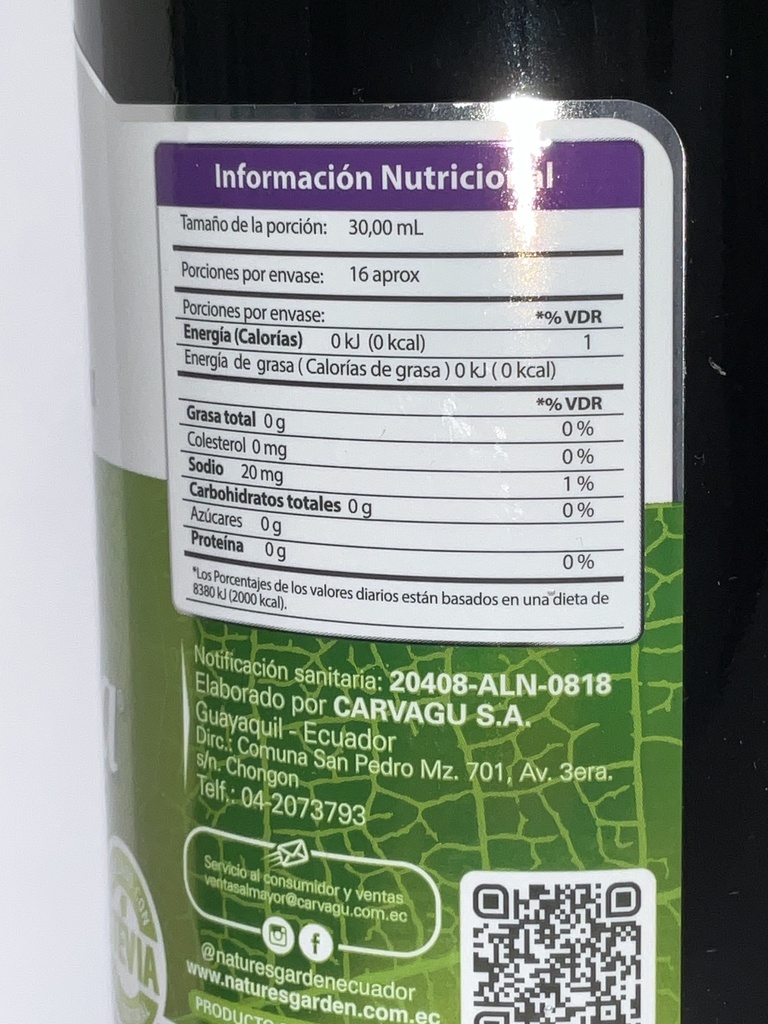 Información Nutricional
Tamaño de la porción: 30,00 mL
Porciones por envase: 16 aprox
Porciones por envase: *% VDR
Energía (Calorías) 0 kJ (0 kcal) 1
Energía de grasa ( Calorías de grasa ) 0 kJ ( 0 kcal)
*% VDR
Grasa total 0 g 0 %
Colesterol 0 mg 0 %
Sodio 20 mg 1 %
Carbohidratos totales 0 g 0 %
Azúcares 0 g
Proteína 0 g 0 %
*Los Porcentajes de los valores diarios están basados en una dieta de
8380 kJ (2000 kcal).
Notificación sanitaria: 20408-ALN-0818
Elaborado por CARVAGU S.A.
Guayaquil - Ecuador
Dirc.: Comuna San Pedro Mz. 701, Av. 3era.
s/n. Chongon
Telf.: 04-2073793
Servicio al consumidor y ventas
ventasalmayor@carvagu.com.ec
@naturesgardenecuador
www.naturesgarden.com.ec
PRODUCTO